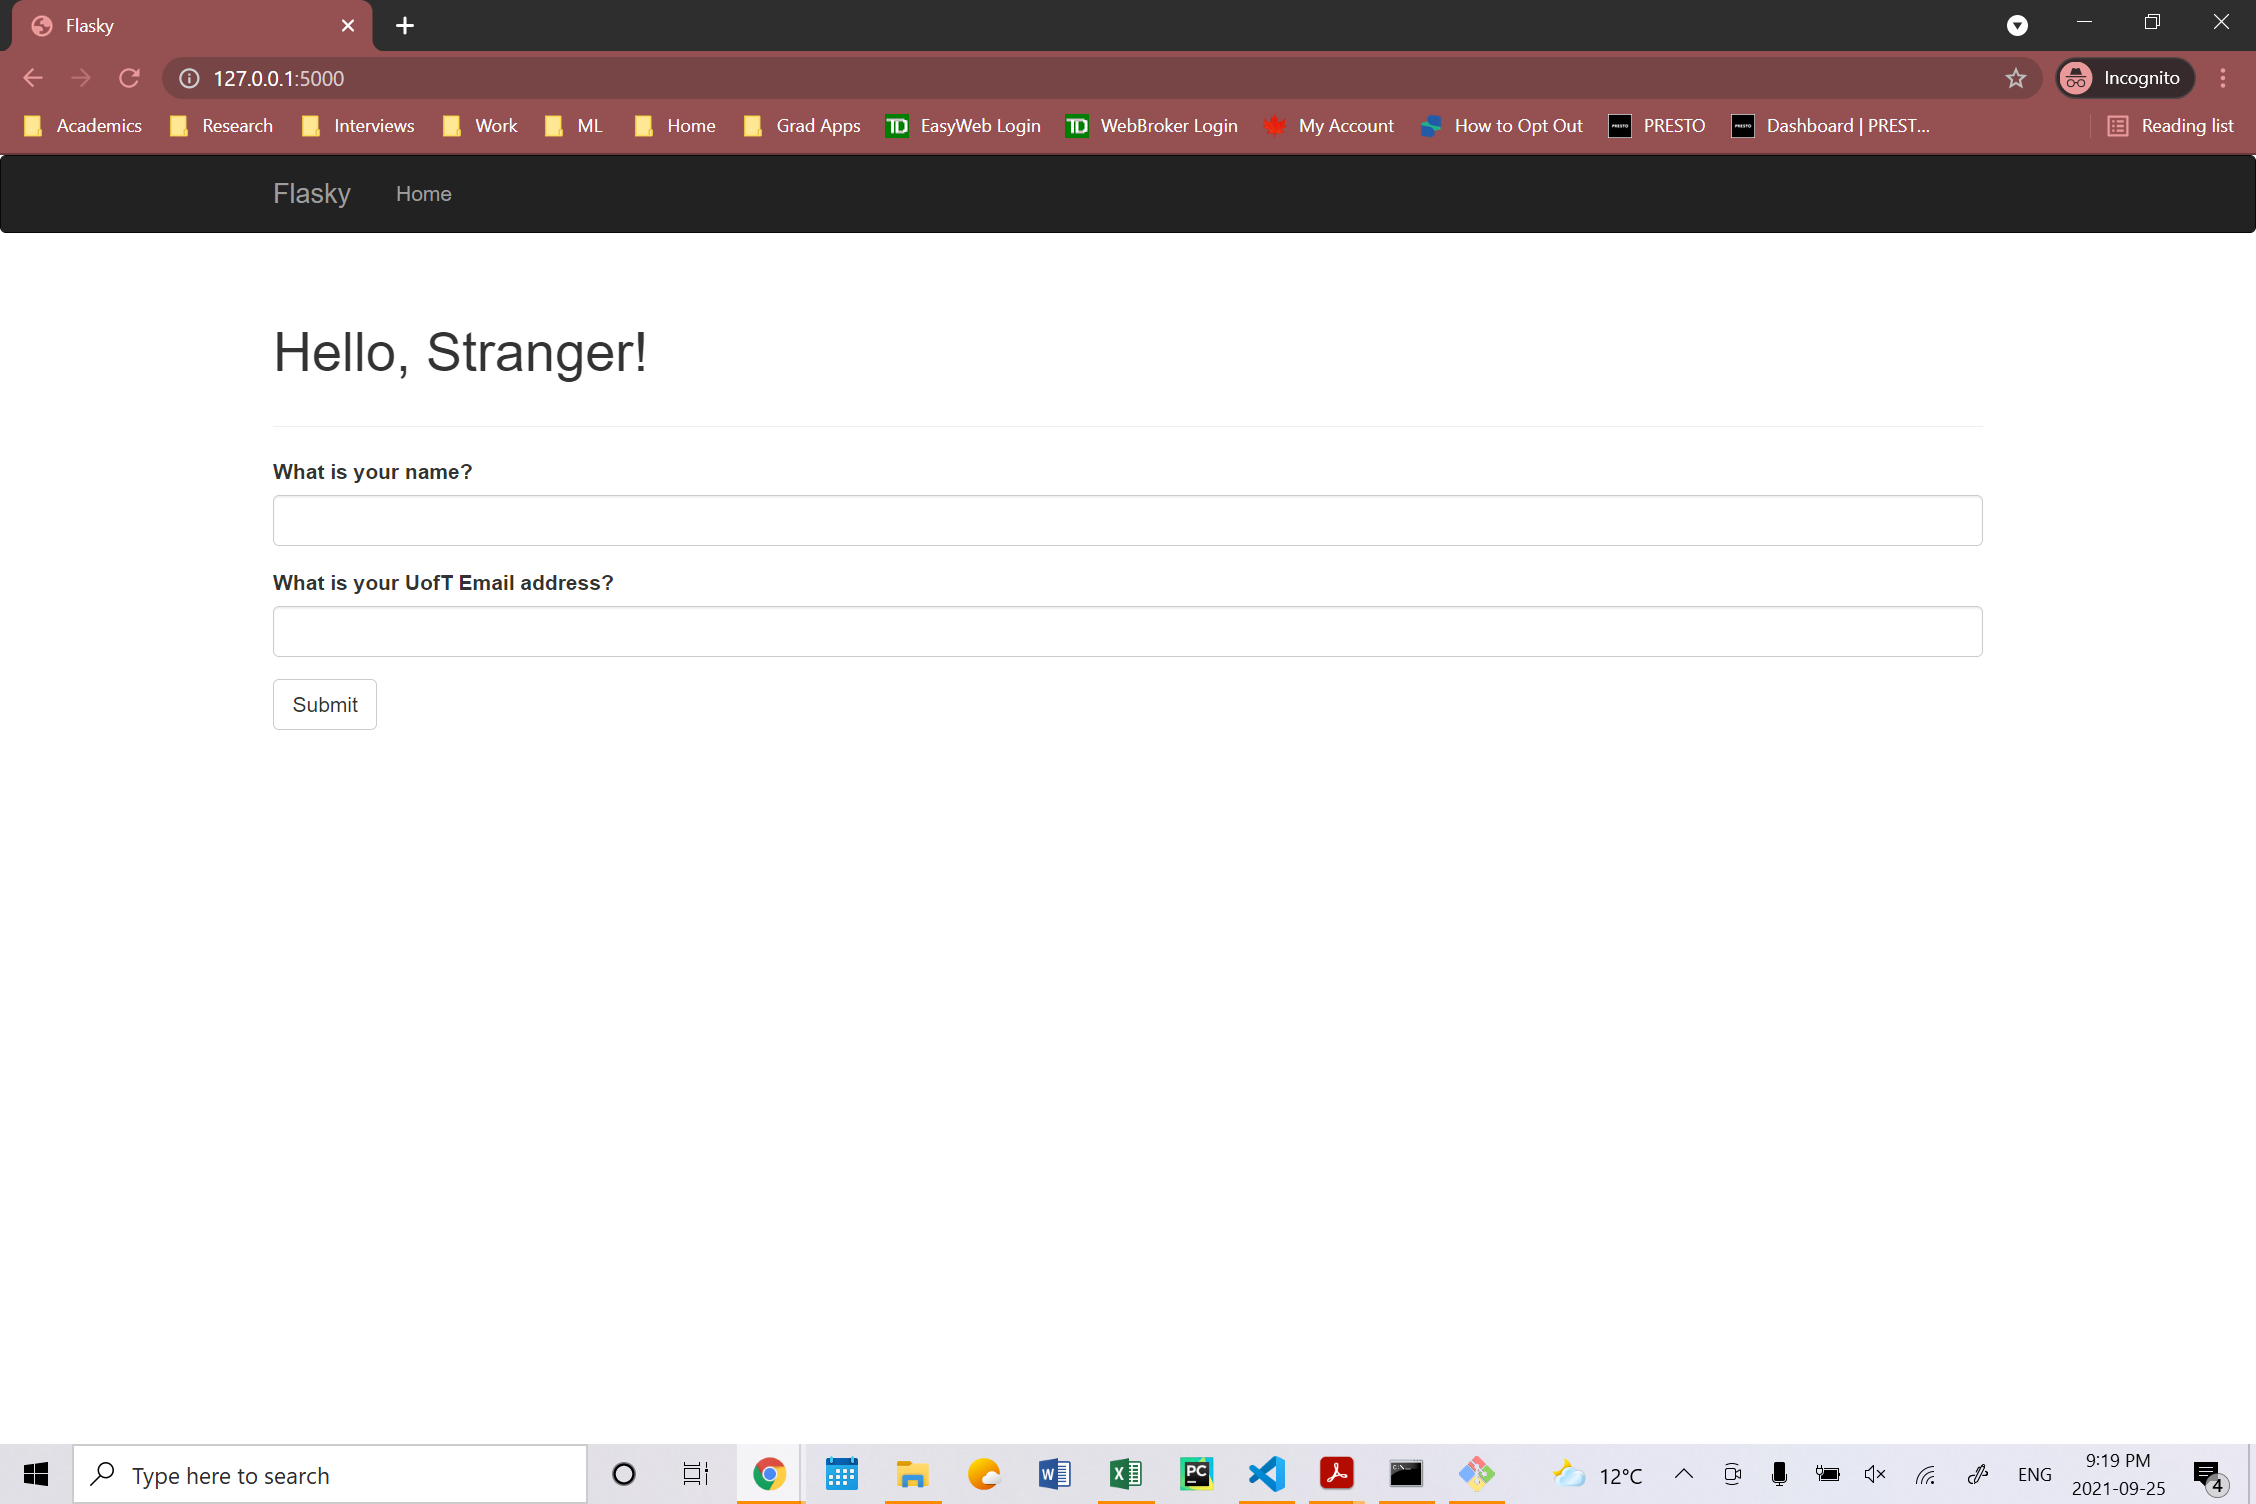 Flasky
127.0.0.1:5000
Incognito
Academics Research Interviews Work ML Home Grad Apps EasyWeb Login WebBroker Login My Account How to Opt Out PRESTO Dashboard | PREST... Reading list
Flasky Home
Hello, Stranger!
What is your name?
What is your UofT Email address?
Submit
Type here to search
12°C
ENG
9:19 PM
2021-09-25
4